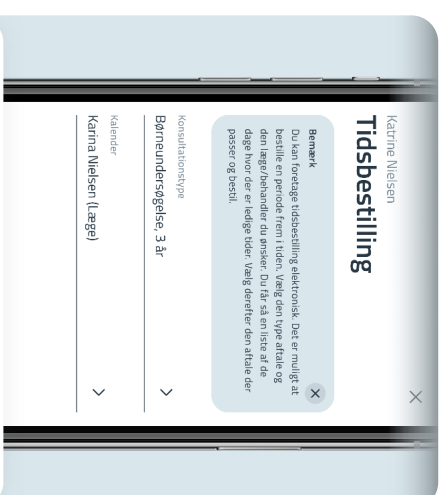 Katrine Nielsen
Tidsbestilling
Bemærk
Du kan foretage tidsbestilling elektronisk. Det er muligt at
bestille en periode frem i tiden. Vælg den type aftale og
den læge/behandler du ønsker. Du får så en liste af de
dage hvor der er ledige tider. Vælg derefter den aftale der
passer og bestil.
Konsultationstype
Børneundersøgelse, 3 år
Kalender
Karina Nielsen (Læge)